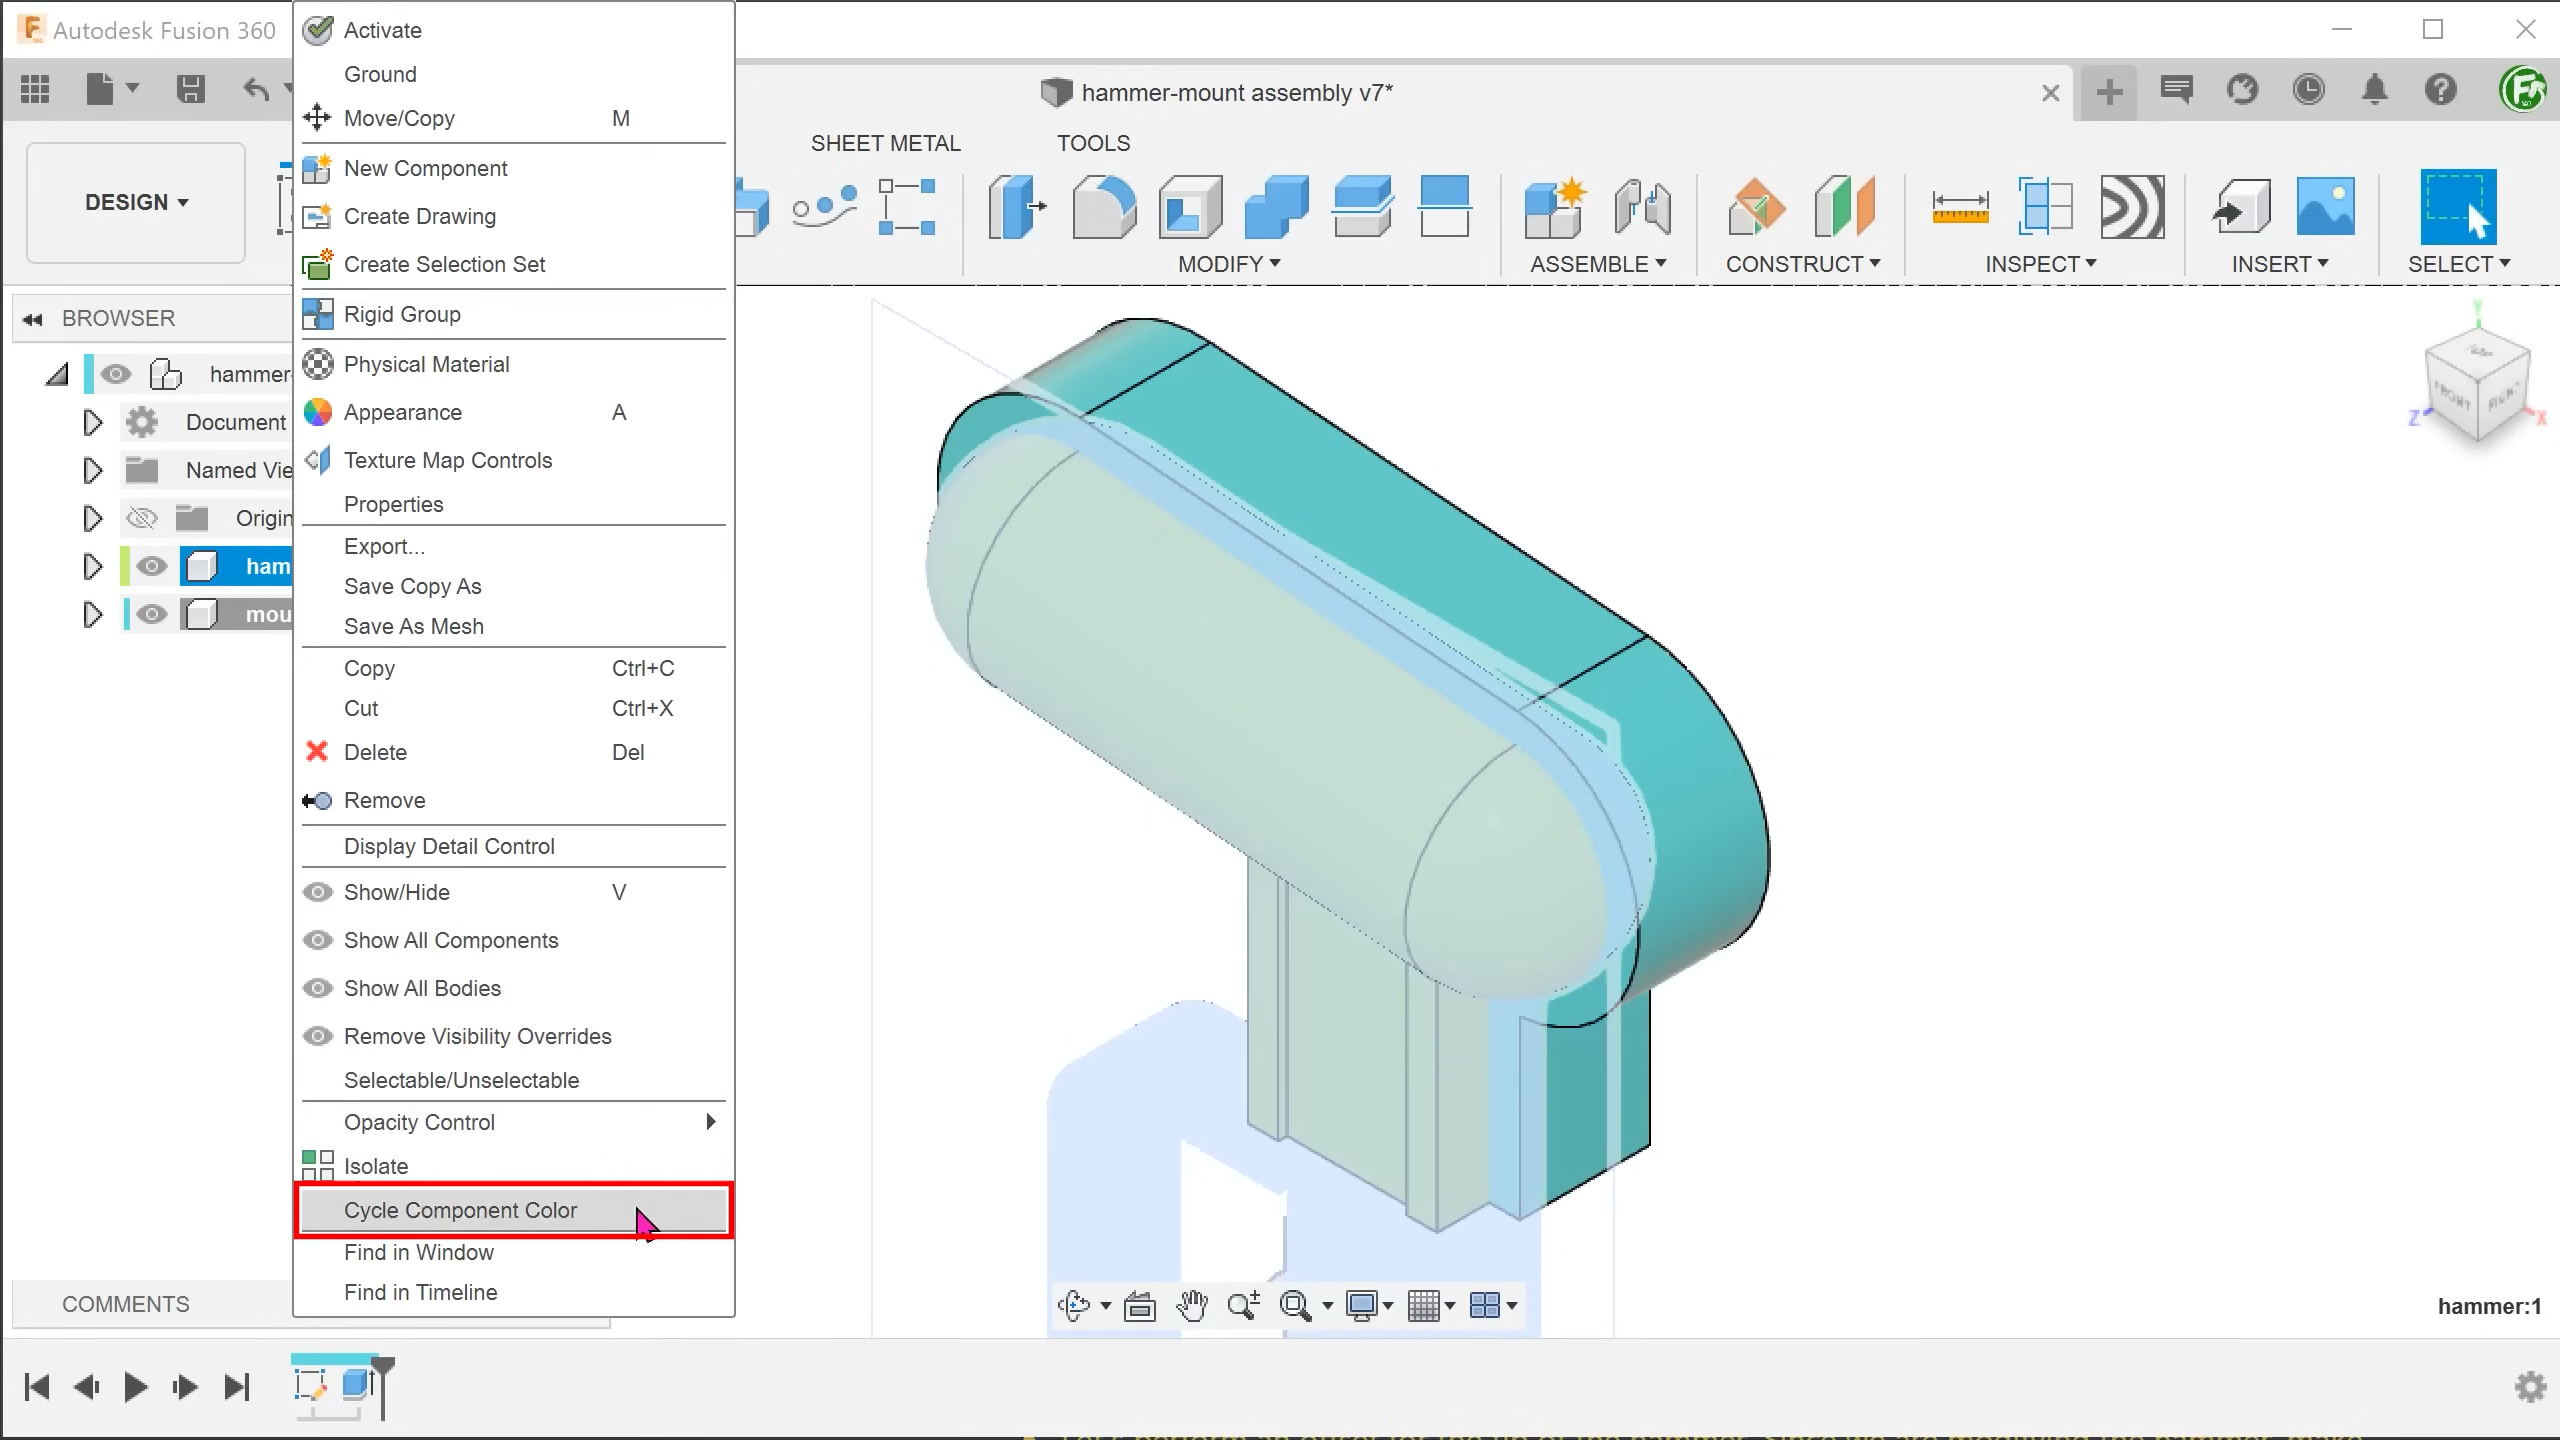 Autodesk Fusion 360
hammer-mount assembly v7*
DESIGN
SHEET METAL
TOOLS
MODIFY
ASSEMBLE
CONSTRUCT
INSPECT
INSERT
SELECT
BROWSER
hammer-
Document
Named Vie
Origin
ham
mou
Activate
Ground
Move/Copy M
New Component
Create Drawing
Create Selection Set
Rigid Group
Physical Material
Appearance A
Texture Map Controls
Properties
Export...
Save Copy As
Save As Mesh
Copy Ctrl+C
Cut Ctrl+X
Delete Del
Remove
Display Detail Control
Show/Hide V
Show All Components
Show All Bodies
Remove Visibility Overrides
Selectable/Unselectable
Opacity Control
Isolate
Cycle Component Color
Find in Window
Find in Timeline
Y
FRONT
RIGHT
Z
X
COMMENTS
hammer:1